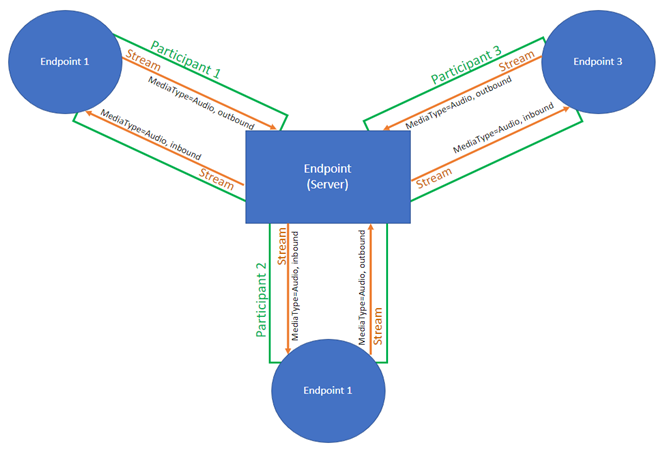 Endpoint 1
Participant 1
Stream
MediaType=Audio, outbound
MediaType=Audio, inbound
Stream
Participant 3
Stream
MediaType=Audio, outbound
MediaType=Audio, inbound
Stream
Endpoint 3
Endpoint
(Server)
Participant 2
Stream
MediaType=Audio, inbound
MediaType=Audio, outbound
Stream
Endpoint 1